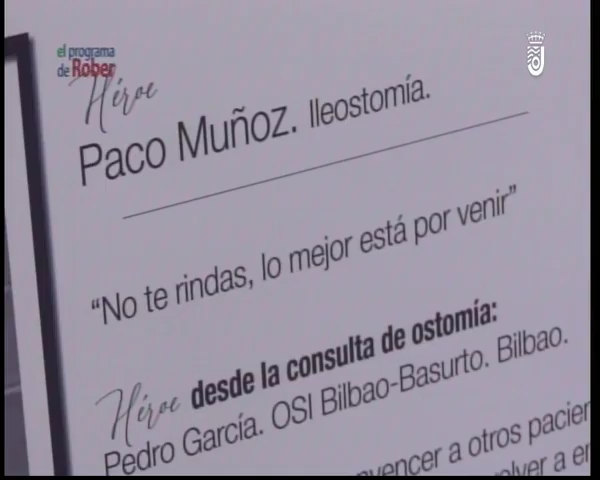 el programa
de Róber
Héroe
Paco Muñoz. Ileostomía.
“No te rindas, lo mejor está por venir”
Héroe desde la consulta de ostomía:
Pedro García. OSI Bilbao-Basurto. Bilbao.
a otros
a